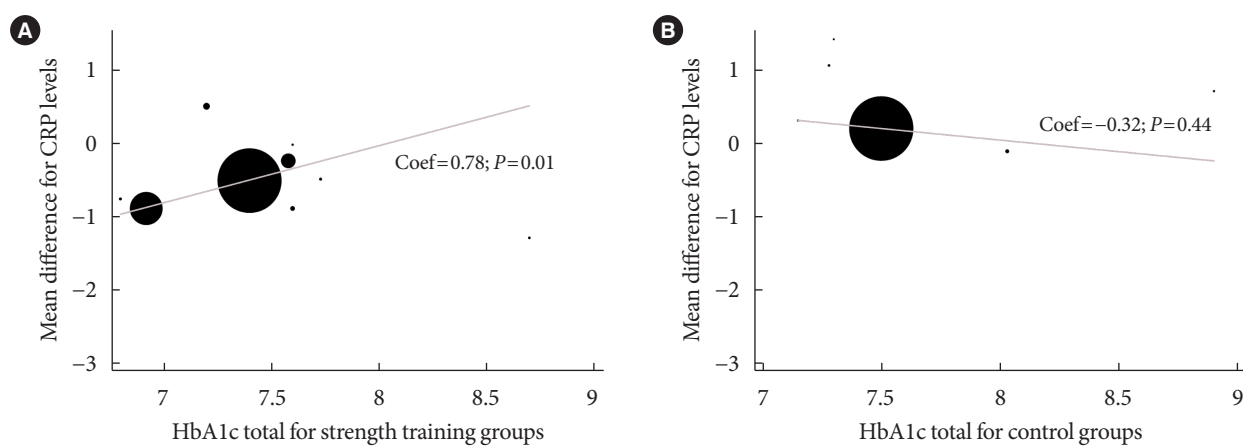 A
Mean difference for CRP levels
1
0
−1
−2
−3
Coef=0.78; P=0.01
7
7.5
8
8.5
9
HbA1c total for strength training groups
B
Mean difference for CRP levels
1
0
−1
−2
−3
Coef=−0.32; P=0.44
7
7.5
8
8.5
9
HbA1c total for control groups